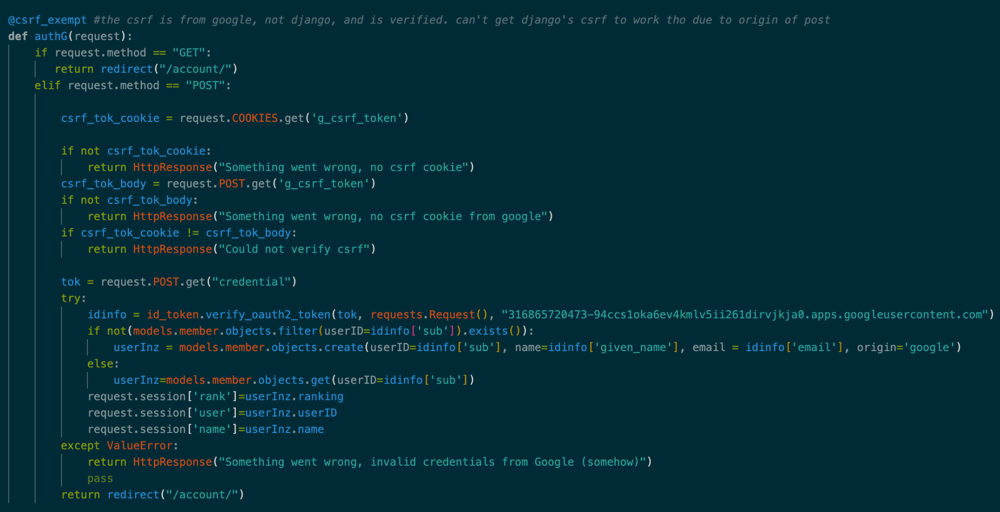 @csrf_exempt #the csrf is from google, not django, and is verified. can't get django's csrf to work tho due to origin of post
def authG(request):
if request.method == "GET":
return redirect("/account/")
elif request.method == "POST":
csrf_tok_cookie = request.COOKIES.get('g_csrf_token')
if not csrf_tok_cookie:
return HttpResponse("Something went wrong, no csrf cookie")
csrf_tok_body = request.POST.get('g_csrf_token')
if not csrf_tok_body:
return HttpResponse("Something went wrong, no csrf cookie from google")
if csrf_tok_cookie != csrf_tok_body:
return HttpResponse("Could not verify csrf")
tok = request.POST.get("credential")
try:
idinfo = id_token.verify_oauth2_token(tok, requests.Request(), "316865720473-94ccs1oka6ev4kmlv5ii261dirvjkja0.apps.googleusercontent.com")
if not(models.member.objects.filter(userID=idinfo['sub']).exists()):
userInz = models.member.objects.create(userID=idinfo['sub'], name=idinfo['given_name'], email = idinfo['email'], origin='google')
else:
userInz=models.member.objects.get(userID=idinfo['sub'])
request.session['rank']=userInz.ranking
request.session['user']=userInz.userID
request.session['name']=userInz.name
except ValueError:
return HttpResponse("Something went wrong, invalid credentials from Google (somehow)")
pass
return redirect("/account/")